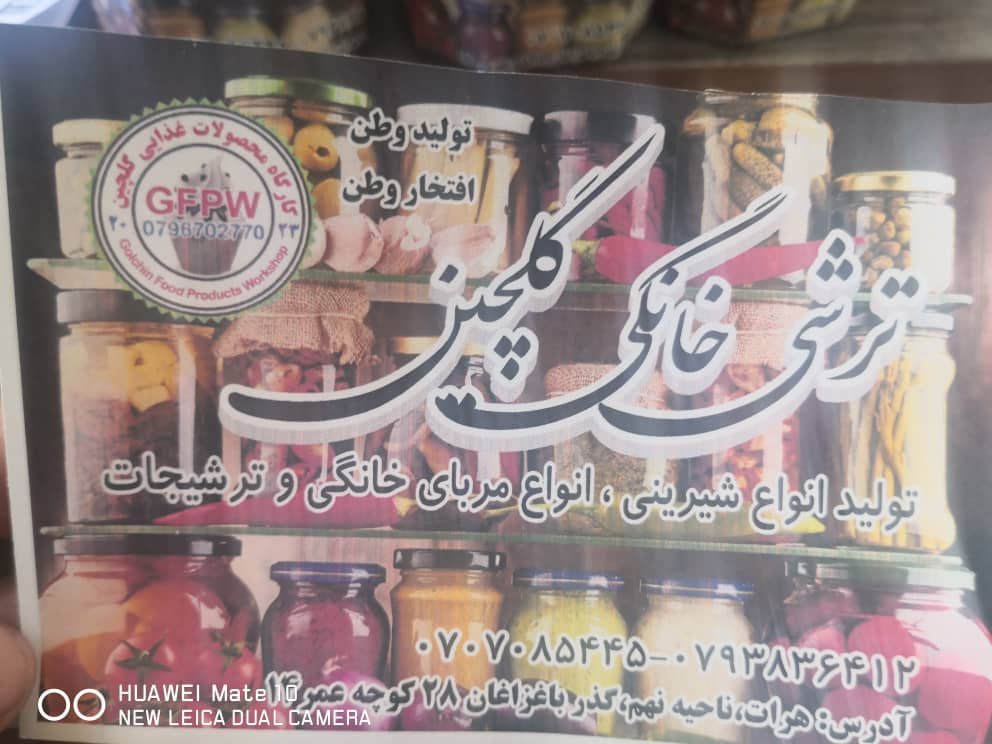 کارگاه محصولات غذایی گلچین
GFPW
0796702770
۲۰ ۲۳
Golchin Food Products Workshop
تولید وطن
افتخار وطن
ترشی خانگی گلچین
تولید انواع شیرینی ، انواع مربای خانگی و ترشیجات
۰۷۰۷۰۸۵۴۴۵-۰۷۹۳۸۳۶۴۱۲
آدرس: هرات،ناحیه نهم،گذر باغزاغان ۲۸ کوچه عمر ۱۴
HUAWEI Mate 10
NEW LEICA DUAL CAMERA